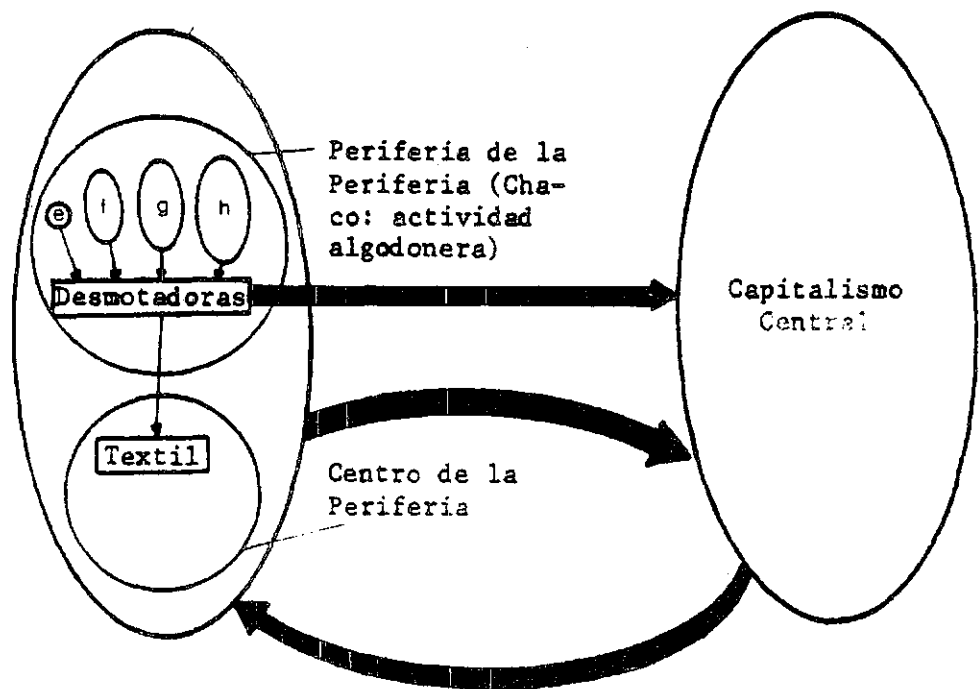 Periferia de la
Periferia (Cha-
co: actividad
algodonera)
e
f
g
h
Desmotadoras
Capitalismo
Central
Textil
Centro de la
Periferia